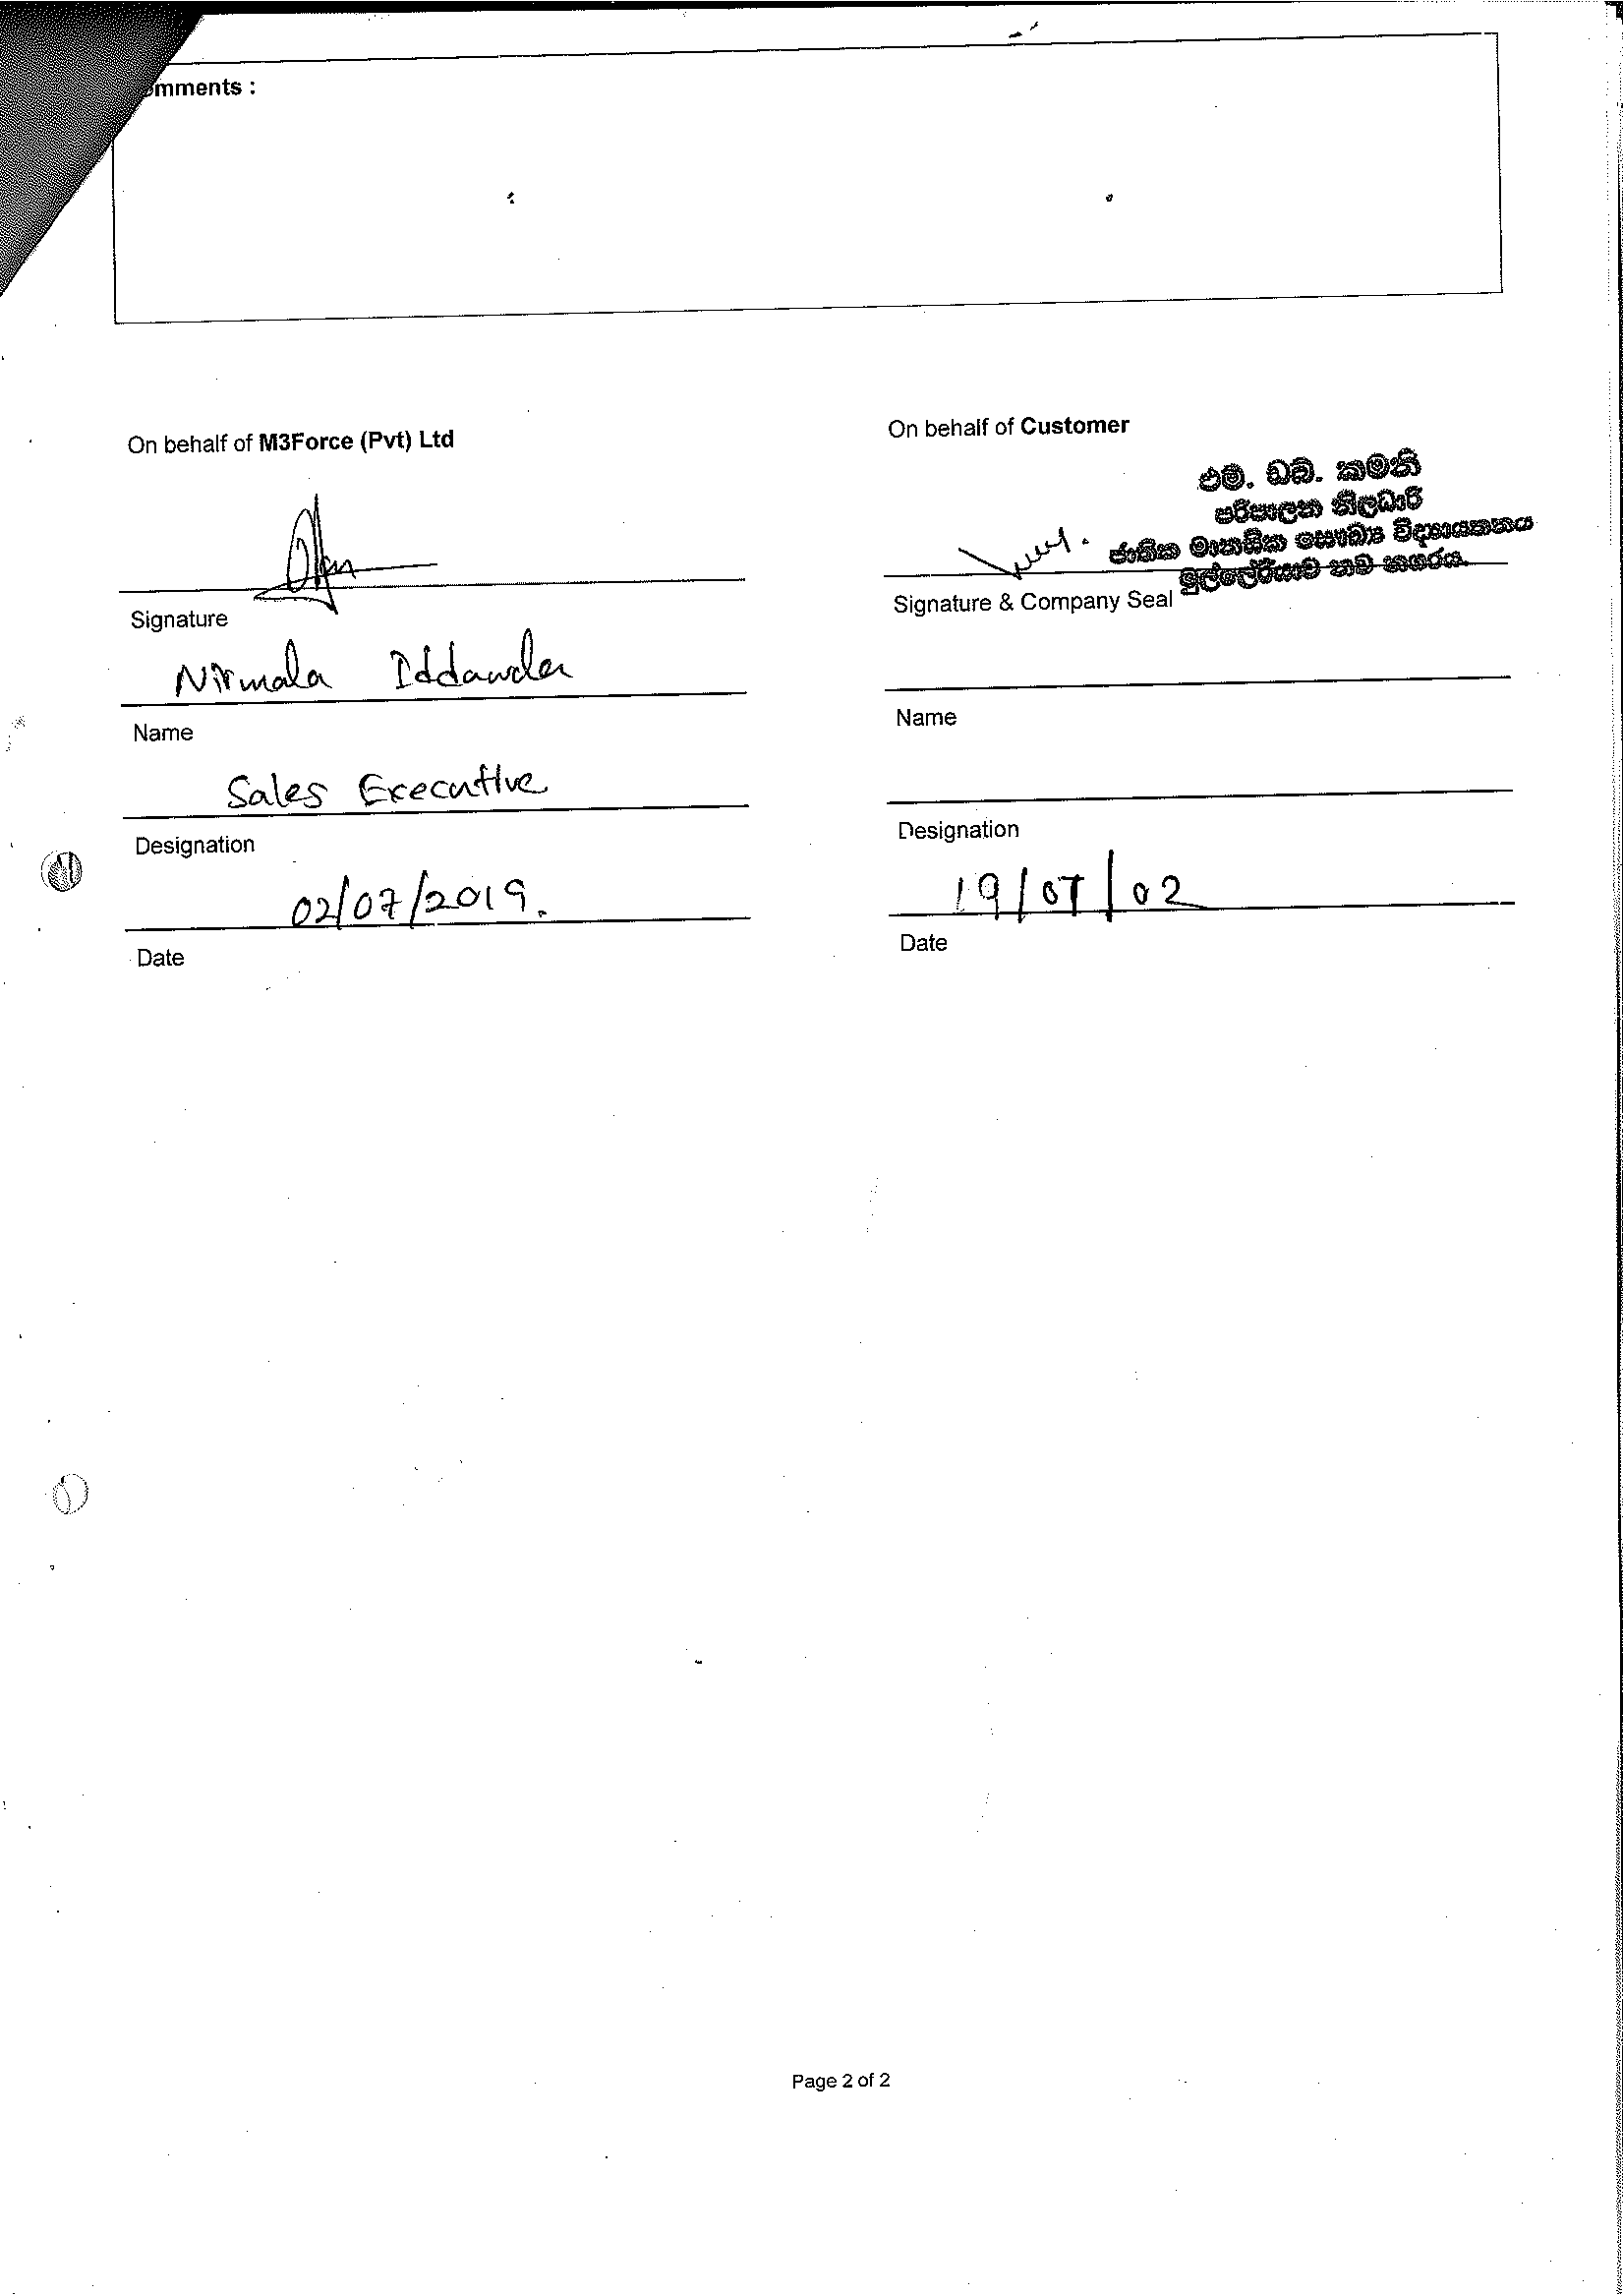 omments :
On behalf of M3Force (Pvt) Ltd
Signature
Nirmala Iddawela
Name
Sales Executive
Designation
02/07/2019.
Date
On behalf of Customer
එම්. ඩබ්. කමනි
පරිපාලන නිලධාරි
ජාතික මානසික සෞඛ්‍ය විද්‍යායතනය
මුල්ලේරියාව නව නගරය.
Signature & Company Seal
Name
Designation
19/07/02
Date
Page 2 of 2